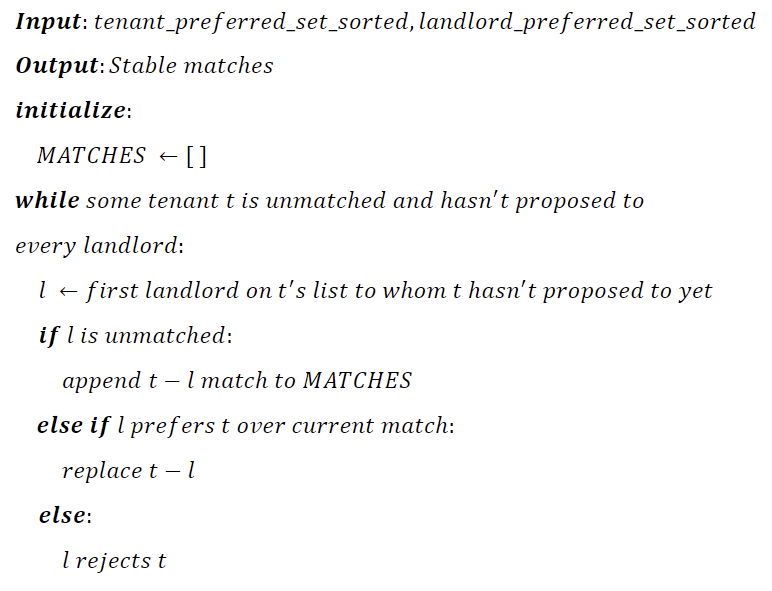 Input: tenant_preferred_set_sorted, landlord_preferred_set_sorted
Output: Stable matches
initialize:
MATCHES ← [ ]
while some tenant t is unmatched and hasn't proposed to
every landlord:
l ← first landlord on t's list to whom t hasn't proposed to yet
if l is unmatched:
append t − l match to MATCHES
else if l prefers t over current match:
replace t − l
else:
l rejects t